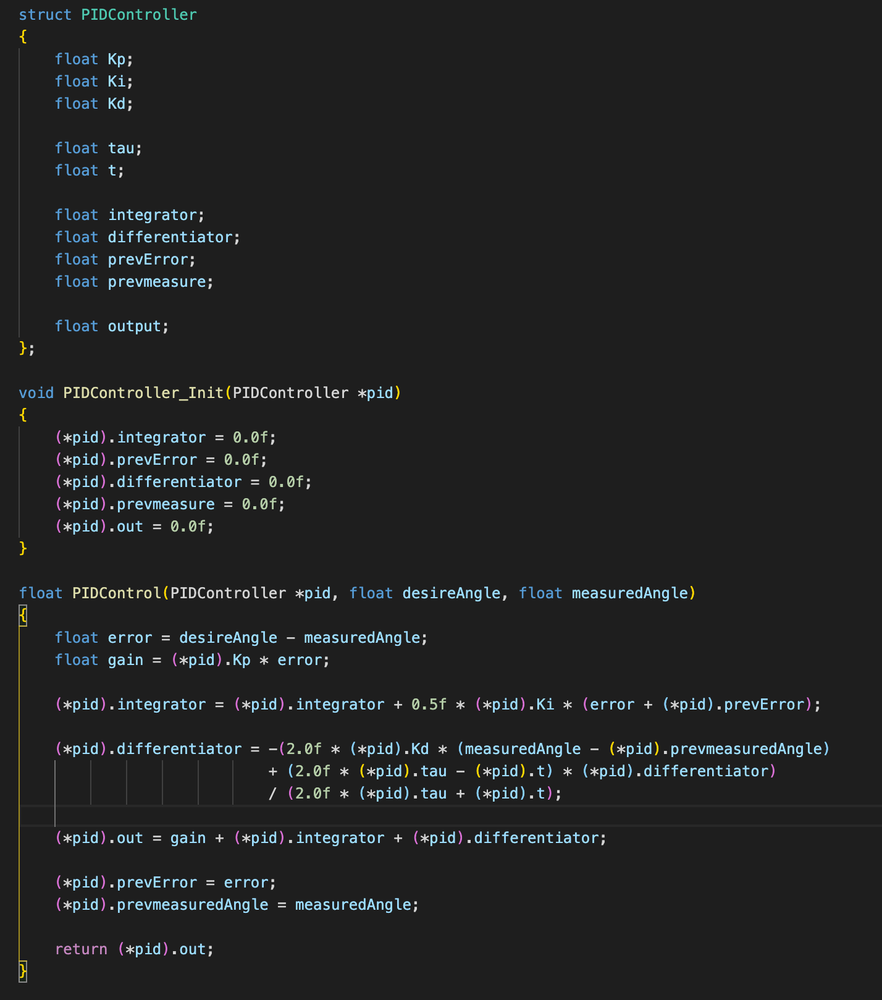 struct PIDController
{
    float Kp;
    float Ki;
    float Kd;

    float tau;
    float t;

    float integrator;
    float differentiator;
    float prevError;
    float prevmeasure;

    float output;
};

void PIDController_Init(PIDController *pid)
{
    (*pid).integrator = 0.0f;
    (*pid).prevError = 0.0f;
    (*pid).differentiator = 0.0f;
    (*pid).prevmeasure = 0.0f;
    (*pid).out = 0.0f;
}

float PIDControl(PIDController *pid, float desireAngle, float measuredAngle)
{
    float error = desireAngle - measuredAngle;
    float gain = (*pid).Kp * error;

    (*pid).integrator = (*pid).integrator + 0.5f * (*pid).Ki * (error + (*pid).prevError);

    (*pid).differentiator = -(2.0f * (*pid).Kd * (measuredAngle - (*pid).prevmeasuredAngle)
                            + (2.0f * (*pid).tau - (*pid).t) * (*pid).differentiator)
                            / (2.0f * (*pid).tau + (*pid).t);

    (*pid).out = gain + (*pid).integrator + (*pid).differentiator;

    (*pid).prevError = error;
    (*pid).prevmeasuredAngle = measuredAngle;

    return (*pid).out;
}